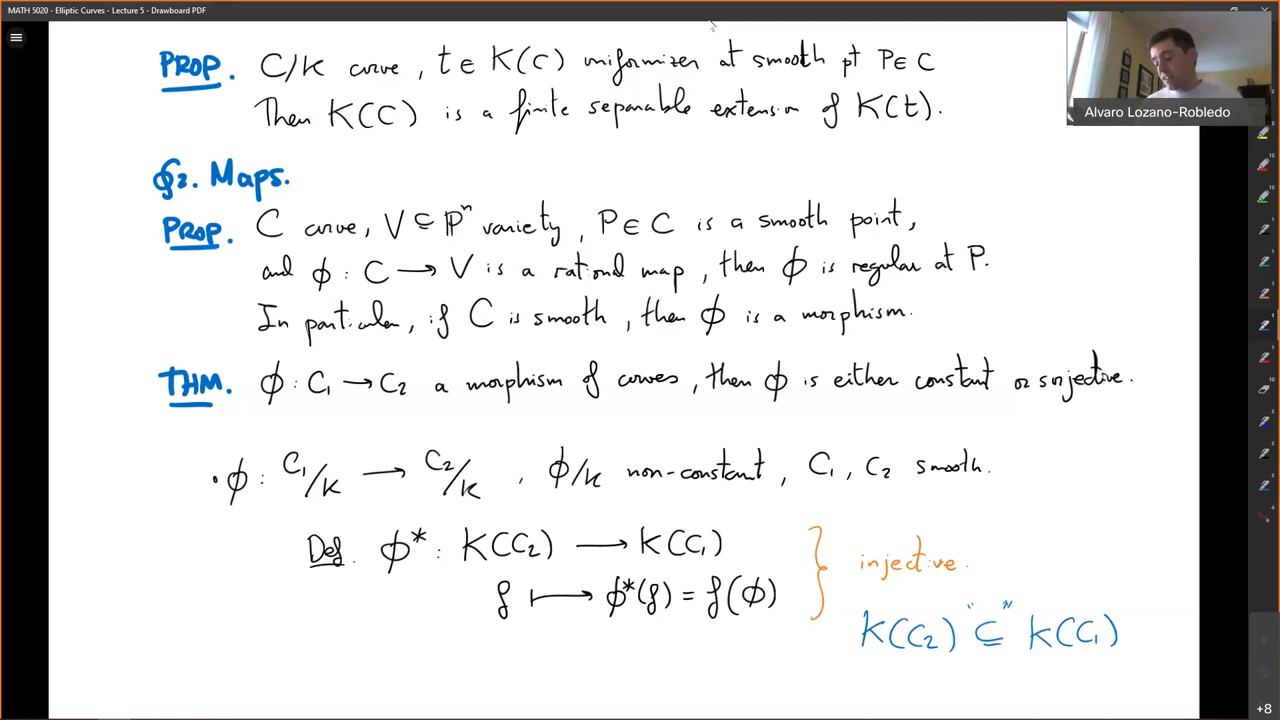 MATH 5020 - Elliptic Curves - Lecture 5 - Drawboard PDF
PROP. C/K curve, t ∈ K(C) uniformizer at smooth pt P ∈ C
Then K(C) is a finite separable extension of K(t).
Alvaro Lozano-Robledo
§2. Maps.
PROP. C curve, V ⊆ ℙⁿ variety, P ∈ C is a smooth point,
and ϕ : C → V is a rational map, then ϕ is regular at P.
In particular, if C is smooth, then ϕ is a morphism.
THM. ϕ : C₁ → C₂ a morphism of curves, then ϕ is either constant or surjective.
· ϕ : C₁/K → C₂/K , ϕ/K non-constant, C₁, C₂ smooth.
Def. ϕ* : K(C₂) → K(C₁)
f ↦ ϕ*(f) = f(ϕ)
} injective.
K(C₂) "⊆" K(C₁)
+8